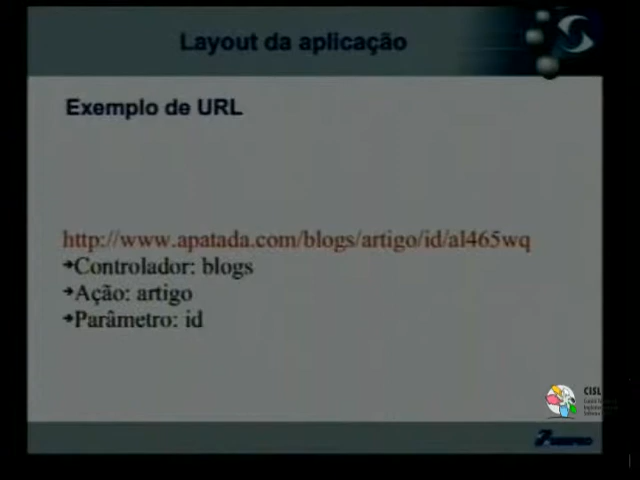 Layout da aplicação
Exemplo de URL
http://www.apatada.com/blogs/artigo/id/al465wq
➔Controlador: blogs
➔Ação: artigo
➔Parâmetro: id
CISL